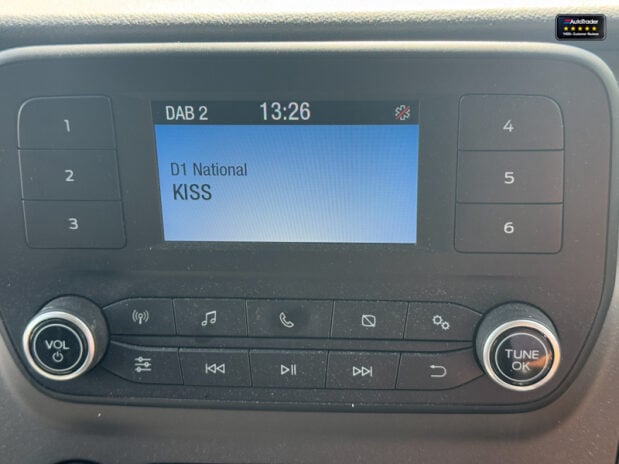 AutoTrader
DAB 2 13:26
D1 National
KISS
1
2
3
4
5
6
VOL
TUNE
OK